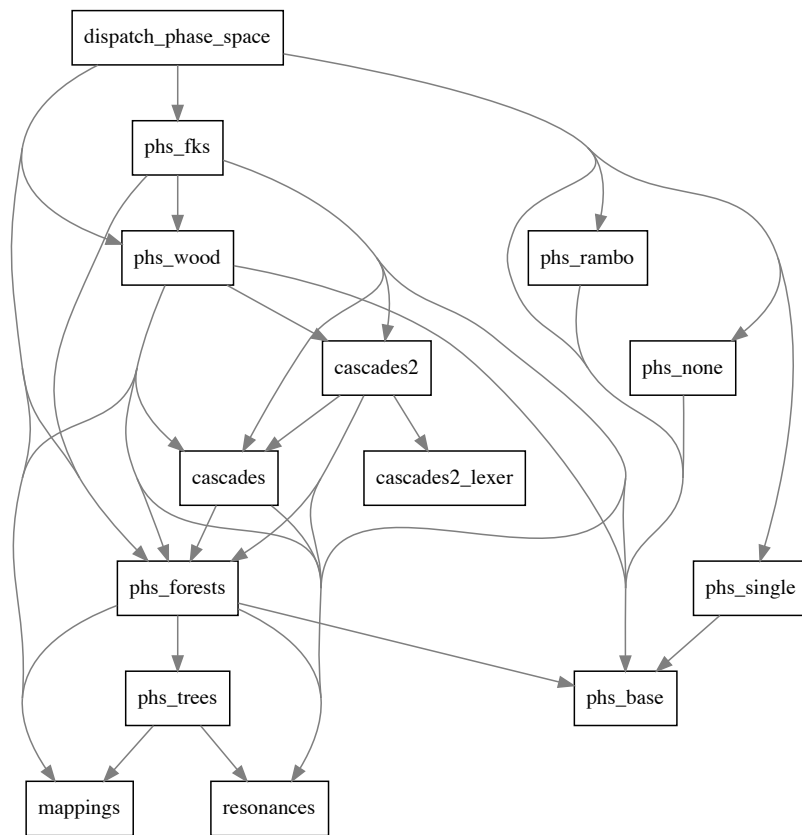 dispatch_phase_space
phs_fks
phs_wood
phs_rambo
cascades2
phs_none
cascades
cascades2_lexer
phs_forests
phs_single
phs_trees
phs_base
mappings
resonances